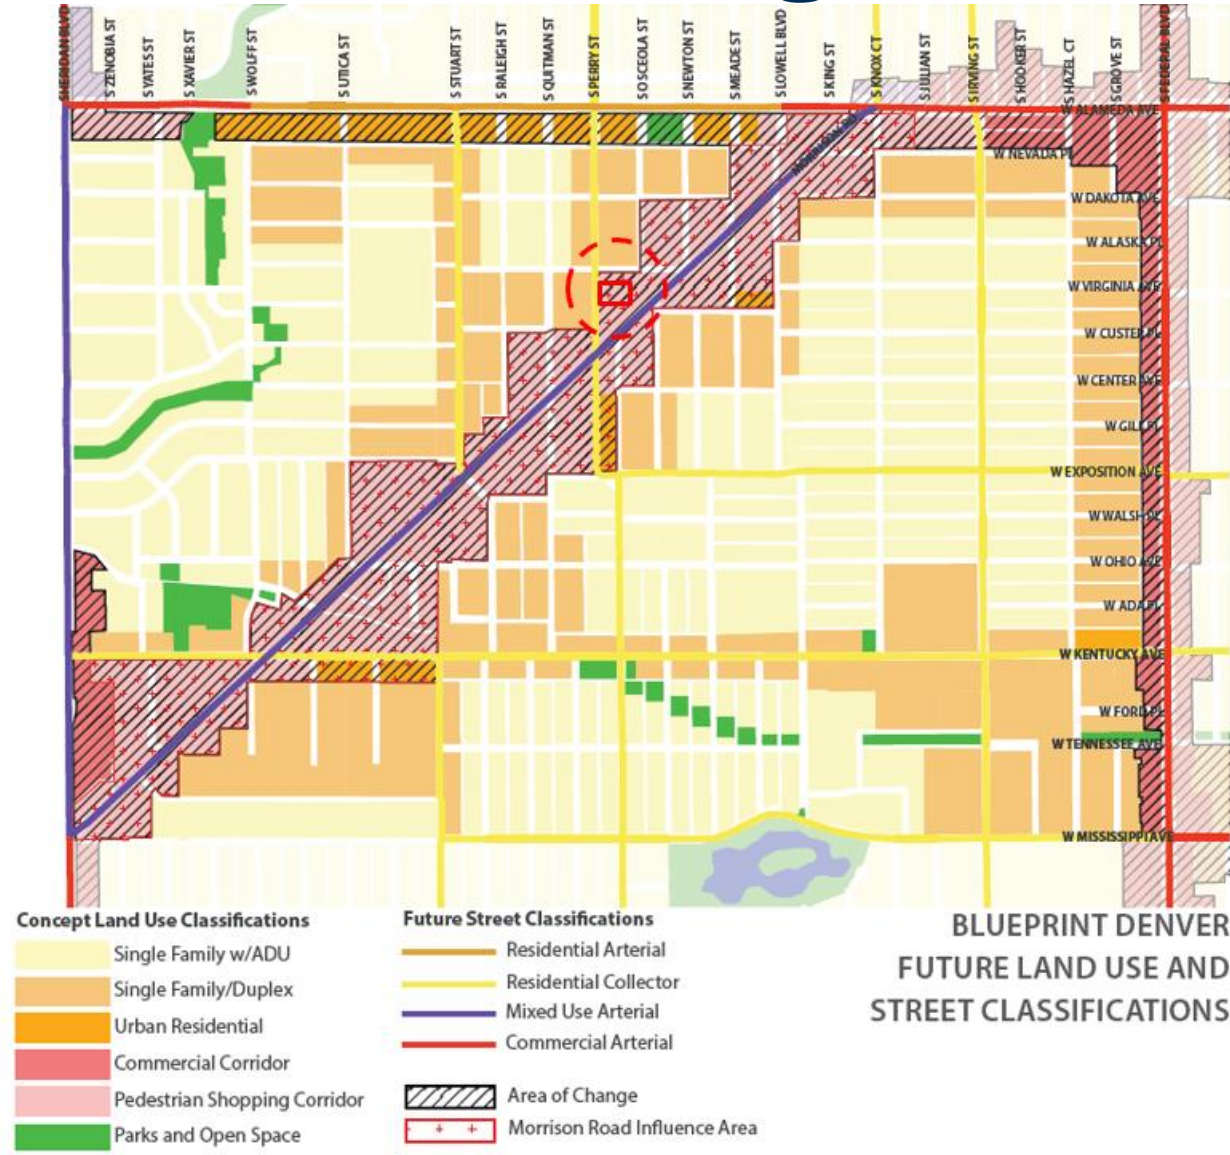 SHERIDAN BLVD
S ZENOBIA ST
S YATES ST
S XAVIER ST
S WOLFF ST
S UTICA ST
S STUART ST
S RALEIGH ST
S QUITMAN ST
S PERRY ST
S OSCEOLA ST
S NEWTON ST
S MEADE ST
S LOWELL BLVD
S KING ST
S KNOX CT
S JULIAN ST
S IRVING ST
S HOOKER ST
S HAZEL CT
S GROVE ST
S FEDERAL BLVD
W ALAMEDA AVE
MORRISON RD
W NEVADA PL
W DAKOTA AVE
W ALASKA PL
W VIRGINIA AVE
W CUSTER PL
W CENTER AVE
W GILL PL
W EXPOSITION AVE
W WALSH PL
W OHIO AVE
W ADA PL
W KENTUCKY AVE
W FORD PL
W TENNESSEE AVE
W MISSISSIPPI AVE
Concept Land Use Classifications
Single Family w/ADU
Single Family/Duplex
Urban Residential
Commercial Corridor
Pedestrian Shopping Corridor
Parks and Open Space
Future Street Classifications
Residential Arterial
Residential Collector
Mixed Use Arterial
Commercial Arterial
Area of Change
Morrison Road Influence Area
BLUEPRINT DENVER
FUTURE LAND USE AND
STREET CLASSIFICATIONS